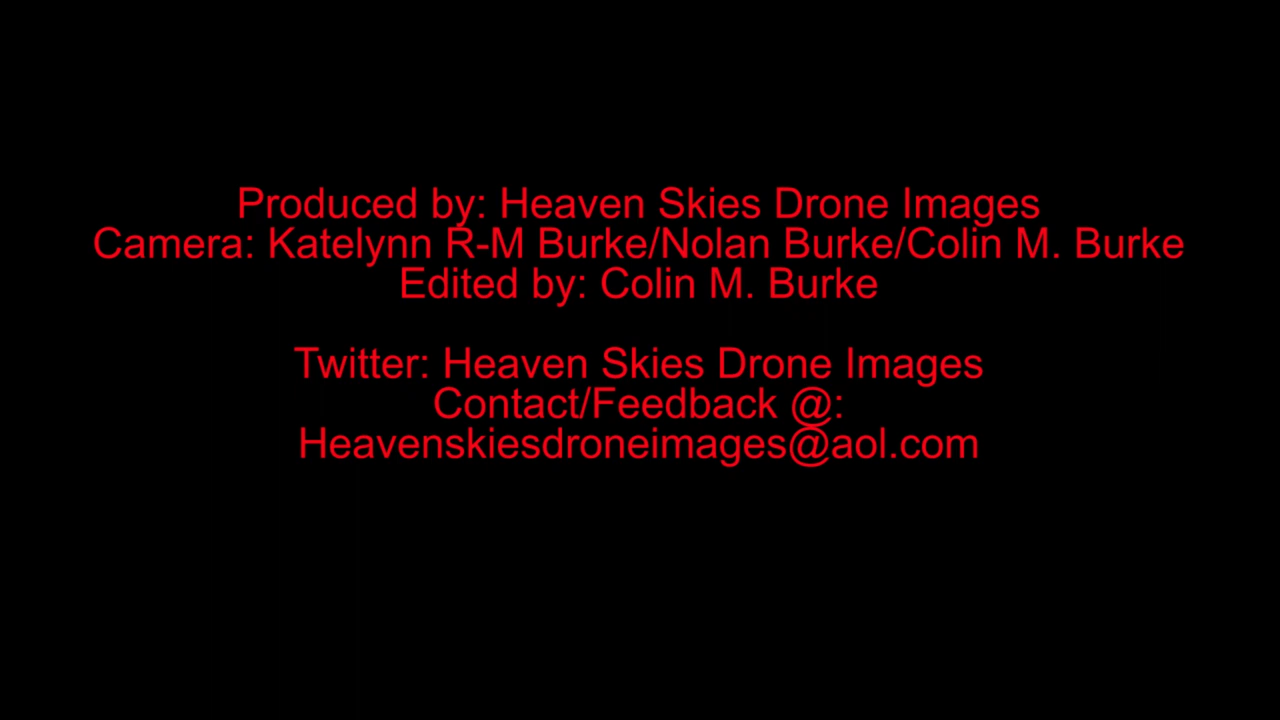 Produced by: Heaven Skies Drone Images
Camera: Katelynn R-M Burke/Nolan Burke/Colin M. Burke
Edited by: Colin M. Burke
Twitter: Heaven Skies Drone Images
Contact/Feedback @:
Heavenskiesdroneimages@aol.com